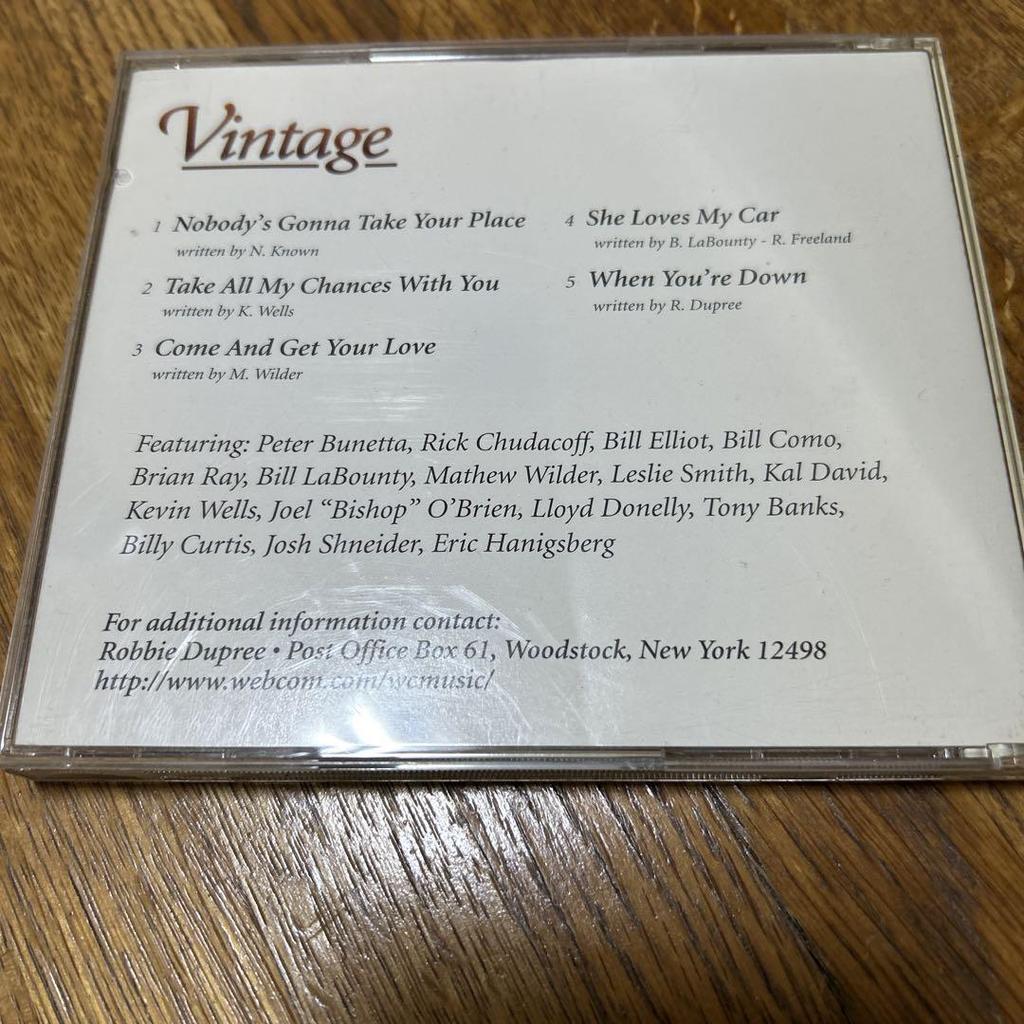 Vintage
1 Nobody's Gonna Take Your Place
written by N. Known
2 Take All My Chances With You
written by K. Wells
3 Come And Get Your Love
written by M. Wilder
4 She Loves My Car
written by B. LaBounty - R. Freeland
5 When You're Down
written by R. Dupree
Featuring: Peter Bunetta, Rick Chudacoff, Bill Elliot, Bill Como,
Brian Ray, Bill LaBounty, Mathew Wilder, Leslie Smith, Kal David,
Kevin Wells, Joel “Bishop” O'Brien, Lloyd Donelly, Tony Banks,
Billy Curtis, Josh Shneider, Eric Hanigsberg
For additional information contact:
Robbie Dupree • Post Office Box 61, Woodstock, New York 12498
http://www.webcom.com/wcmusic/